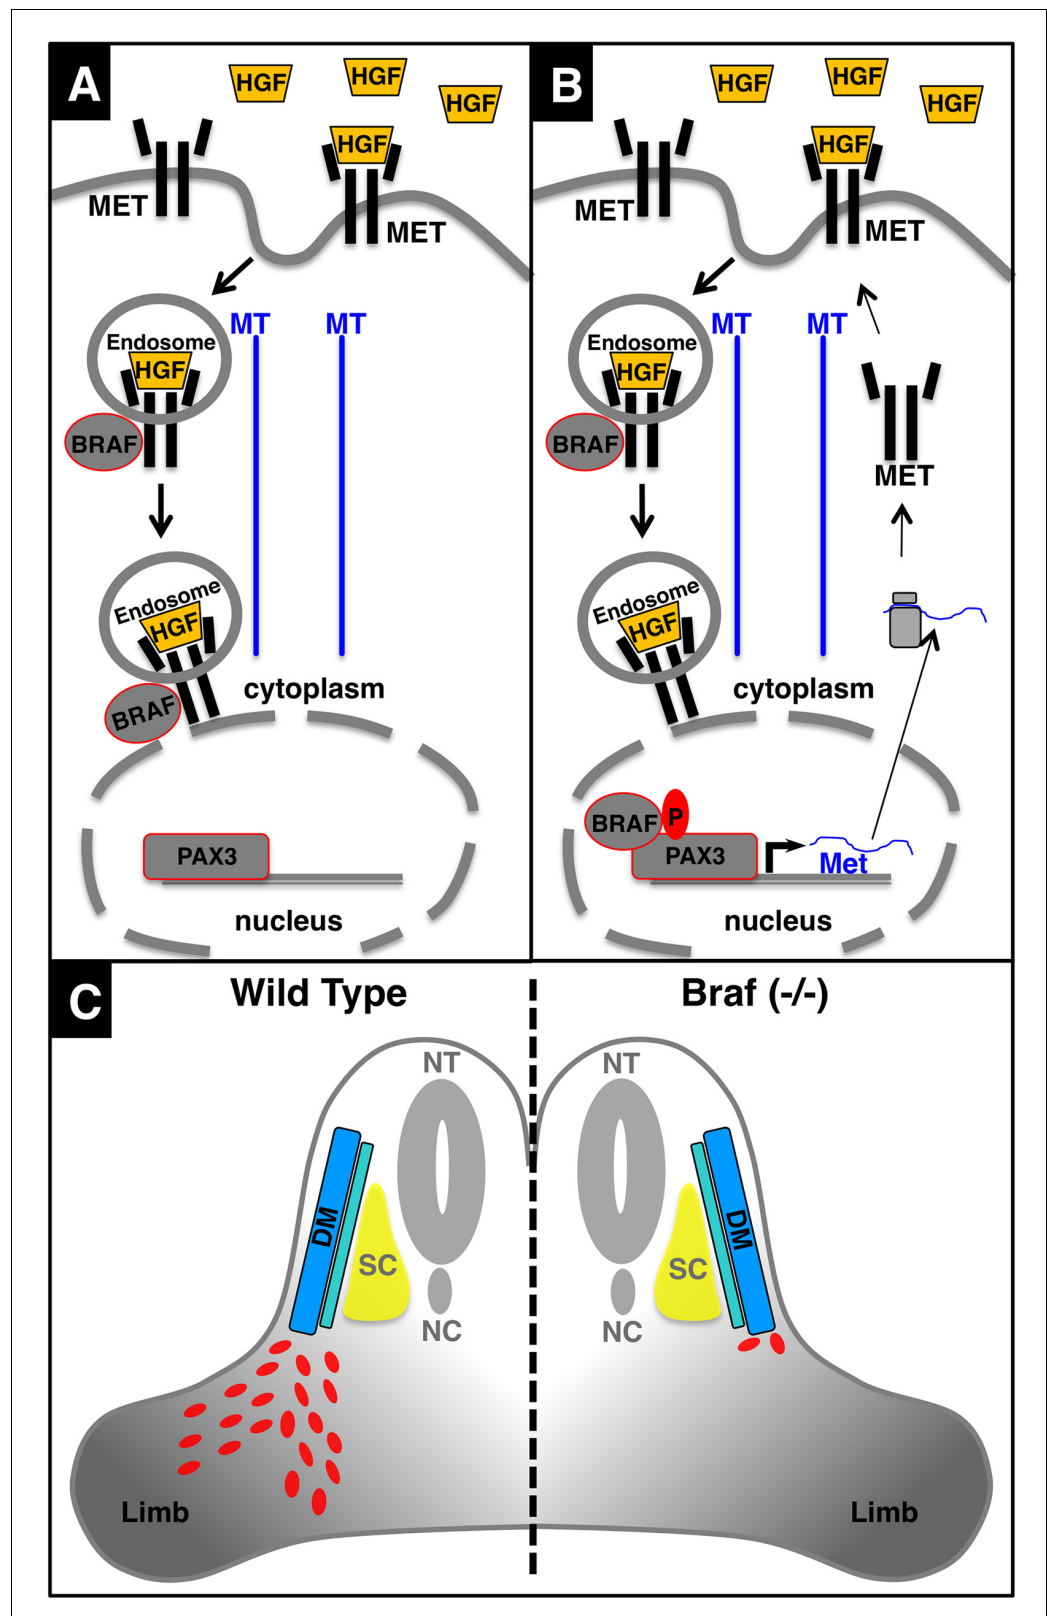 A
HGF
HGF
HGF
HGF
MET
MET
Endosome
HGF
BRAF
MT
MT
Endosome
HGF
BRAF
cytoplasm
PAX3
nucleus
B
HGF
HGF
HGF
HGF
MET
MET
Endosome
HGF
BRAF
MT
MT
MET
Endosome
HGF
cytoplasm
BRAF
P
PAX3
Met
nucleus
C
Wild Type
Braf (-/-)
NT
NT
DM
DM
SC
SC
NC
NC
Limb
Limb